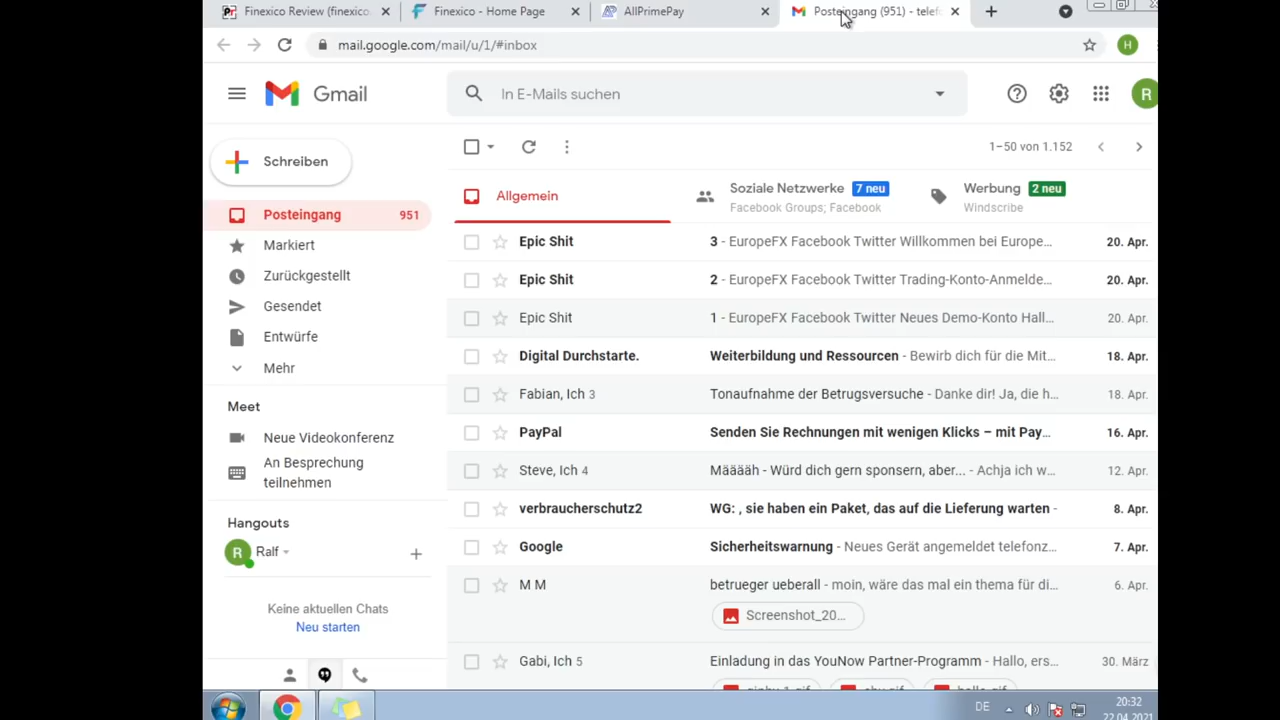 Finexico Review (finexico
Finexico - Home Page
AllPrimePay
Posteingang (951) - telef
mail.google.com/mail/u/1/#inbox
H
Gmail
In E-Mails suchen
R
Schreiben
1–50 von 1.152
Allgemein
Soziale Netzwerke 7 neu
Facebook Groups; Facebook
Werbung 2 neu
Windscribe
Posteingang 951
Markiert
Zurückgestellt
Gesendet
Entwürfe
Mehr
Meet
Neue Videokonferenz
An Besprechung
teilnehmen
Hangouts
R Ralf
Keine aktuellen Chats
Neu starten
Epic Shit 3 - EuropeFX Facebook Twitter Willkommen bei Europe... 20. Apr.
Epic Shit 2 - EuropeFX Facebook Twitter Trading-Konto-Anmelde... 20. Apr.
Epic Shit 1 - EuropeFX Facebook Twitter Neues Demo-Konto Hall... 20. Apr.
Digital Durchstarte. Weiterbildung und Ressourcen - Bewirb dich für die Mit... 18. Apr.
Fabian, Ich 3 Tonaufnahme der Betrugsversuche - Danke dir! Ja, die h... 18. Apr.
PayPal Senden Sie Rechnungen mit wenigen Klicks – mit Pay... 16. Apr.
Steve, Ich 4 Määääh - Würd dich gern sponsern, aber... - Achja ich w... 12. Apr.
verbraucherschutz2 WG: , sie haben ein Paket, das auf die Lieferung warten - 8. Apr.
Google Sicherheitswarnung - Neues Gerät angemeldet telefonz... 7. Apr.
M M betrueger ueberall - moin, wäre das mal ein thema für di... 6. Apr.
Screenshot_20...
Gabi, Ich 5 Einladung in das YouNow Partner-Programm - Hallo, ers... 30. März
DE
20:32
22.04.2021